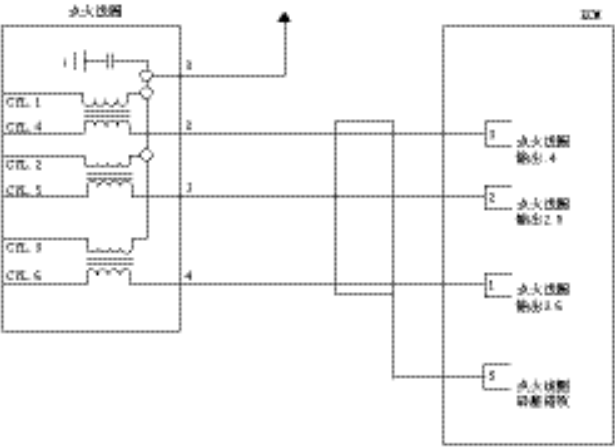 点火线圈
ECM
1
CYL. 1
CYL. 4
2
3
点火线圈
输出1.4
CYL. 2
CYL. 5
3
2
点火线圈
输出2.5
CYL. 3
CYL. 6
4
1
点火线圈
输出3.6
5
点火线圈